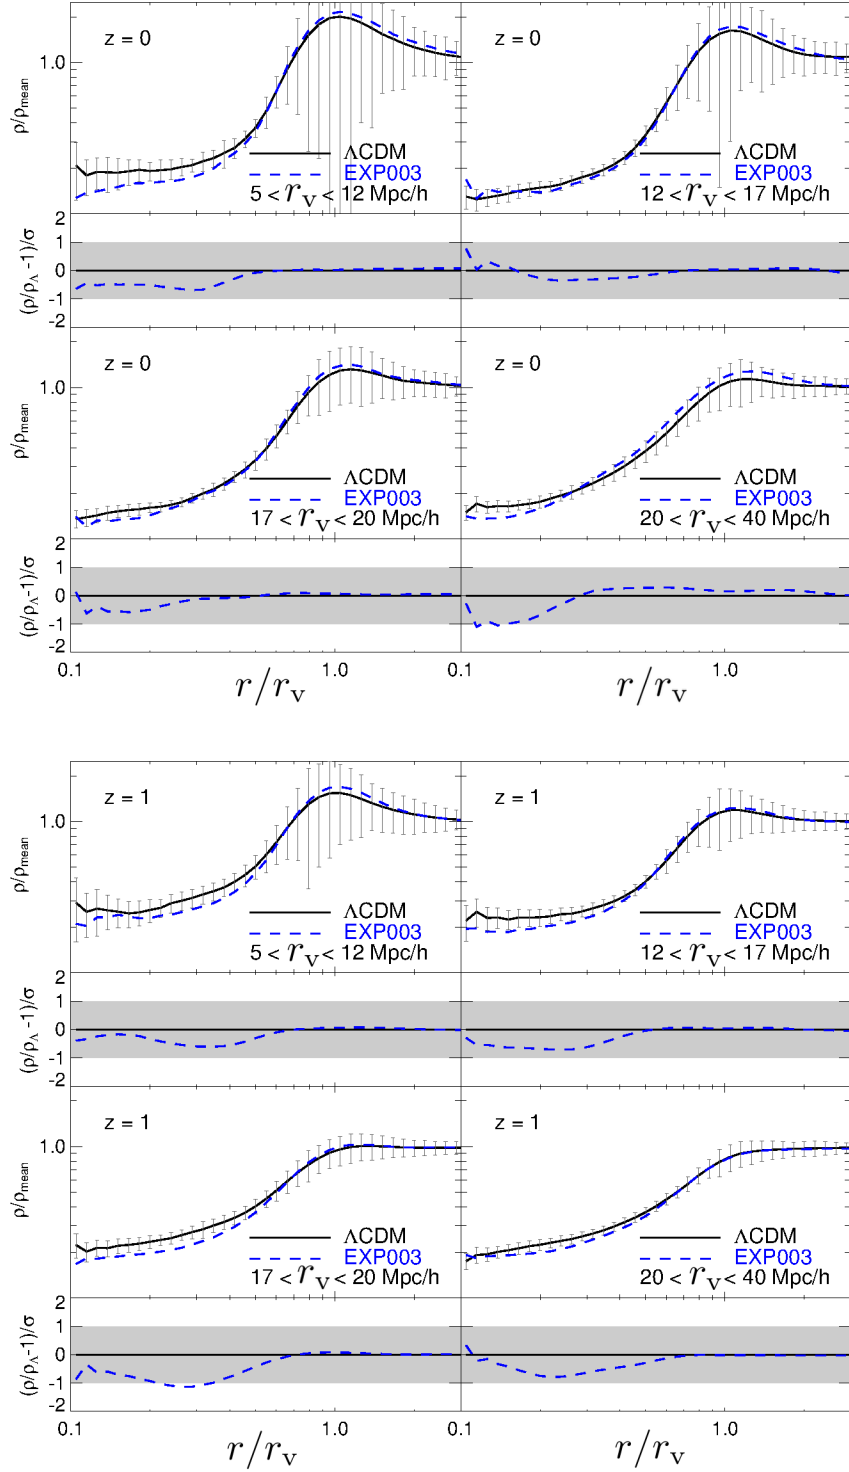 z = 0
1.0
ρ/ρmean
ΛCDM
EXP003
5 < rv < 12 Mpc/h
z = 0
ΛCDM
EXP003
12 < rv < 17 Mpc/h
2
1
0
-1
-2
(ρ/ρΛ -1)/σ
z = 0
1.0
ρ/ρmean
ΛCDM
EXP003
17 < rv < 20 Mpc/h
z = 0
ΛCDM
EXP003
20 < rv < 40 Mpc/h
2
1
0
-1
-2
(ρ/ρΛ -1)/σ
0.1 1.0 0.1 1.0
r/rv r/rv
z = 1
1.0
ρ/ρmean
ΛCDM
EXP003
5 < rv < 12 Mpc/h
z = 1
ΛCDM
EXP003
12 < rv < 17 Mpc/h
2
1
0
-1
-2
(ρ/ρΛ -1)/σ
z = 1
1.0
ρ/ρmean
ΛCDM
EXP003
17 < rv < 20 Mpc/h
z = 1
ΛCDM
EXP003
20 < rv < 40 Mpc/h
2
1
0
-1
-2
(ρ/ρΛ -1)/σ
0.1 1.0 0.1 1.0
r/rv r/rv